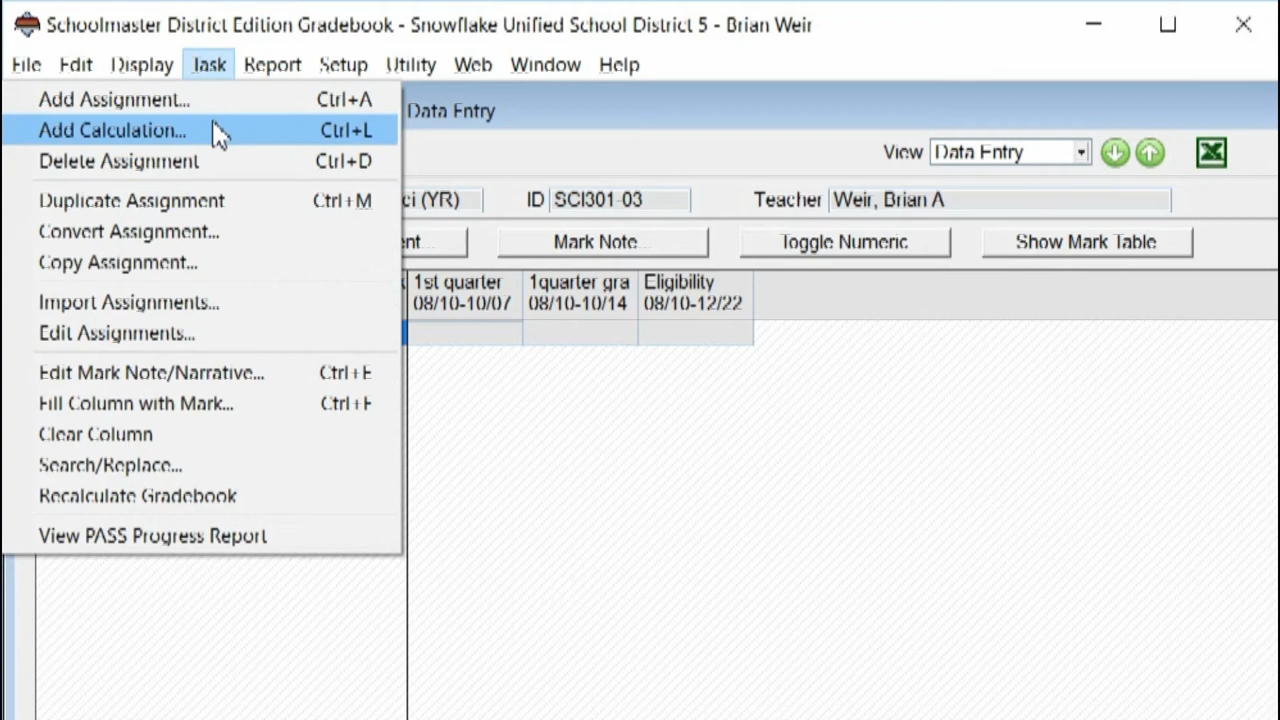 Schoolmaster District Edition Gradebook - Snowflake Unified School District 5 - Brian Weir
File Edit Display Task Report Setup Utility Web Window Help
Add Assignment... Ctrl+A
Add Calculation... Ctrl+L
Delete Assignment Ctrl+D
Duplicate Assignment Ctrl+M
Convert Assignment...
Copy Assignment...
Import Assignments...
Edit Assignments...
Edit Mark Note/Narrative... Ctrl+E
Fill Column with Mark... Ctrl+F
Clear Column
Search/Replace...
Recalculate Gradebook
View PASS Progress Report
Data Entry
View Data Entry
(YR) ID SCI301-03 Teacher Weir, Brian A
Mark Note... Toggle Numeric Show Mark Table
1st quarter 1quarter gra Eligibility
08/10-10/07 08/10-10/14 08/10-12/22